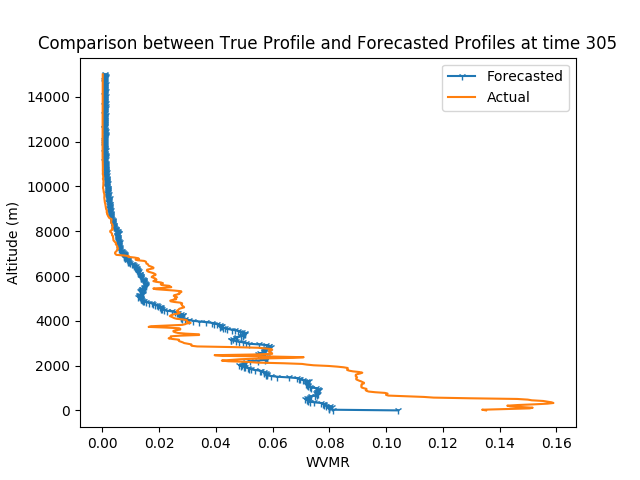 Comparison between True Profile and Forecasted Profiles at time 305
Forecasted
Actual
14000
12000
10000
8000
6000
4000
2000
0
Altitude (m)
0.00 0.02 0.04 0.06 0.08 0.10 0.12 0.14 0.16
WVMR